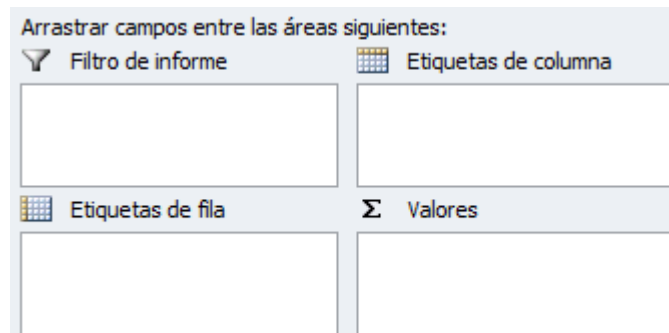 Arrastrar campos entre las áreas siguientes:
Filtro de informe
Etiquetas de columna
Etiquetas de fila
Σ Valores